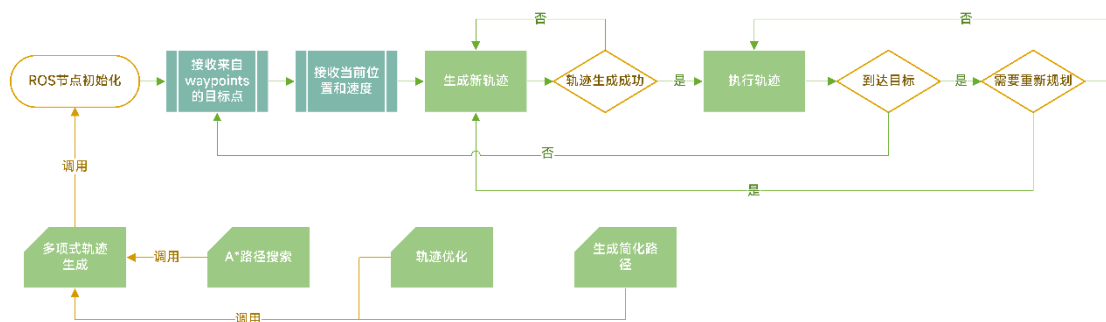 否
否
ROS节点初始化
接收来自
waypoints
的目标点
接收当前位
置和速度
生成新轨迹
轨迹生成成功
是
执行轨迹
到达目标
是
需要重新规划
否
调用
是
多项式轨迹
生成
调用
A*路径搜索
轨迹优化
生成简化路
径
调用